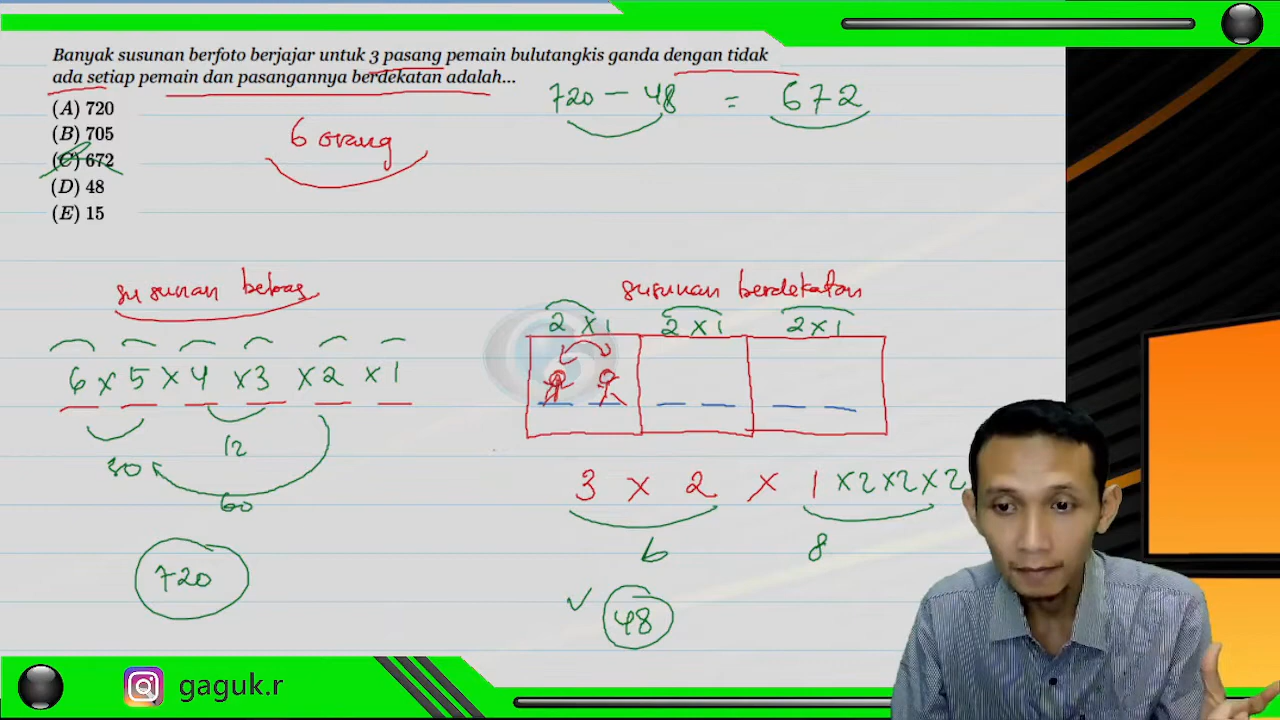 Banyak susunan berfoto berjajar untuk 3 pasang pemain bulutangkis ganda dengan tidak
ada setiap pemain dan pasangannya berdekatan adalah...
(A) 720
(B) 705
(C) 672
(D) 48
(E) 15
720 - 48 = 672
6 orang
susunan bebas
6 x 5 x 4 x 3 x 2 x 1
12
30
60
720
susunan berdekatan
2 x 1 2 x 1 2 x 1
3 x 2 x 1 x 2 x 2 x 2
6 8
✓ 48
gaguk.r